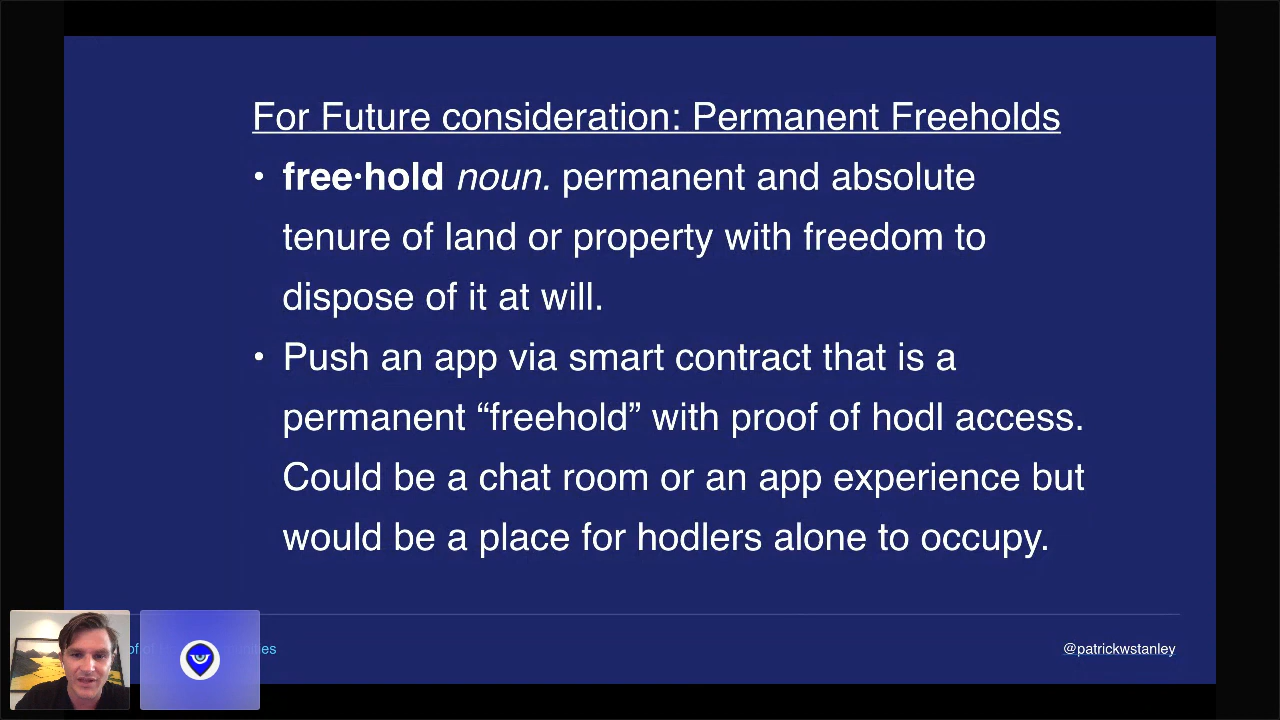 For Future consideration: Permanent Freeholds
• free·hold noun. permanent and absolute
tenure of land or property with freedom to
dispose of it at will.
• Push an app via smart contract that is a
permanent “freehold” with proof of hodl access.
Could be a chat room or an app experience but
would be a place for hodlers alone to occupy.
@patrickwstanley